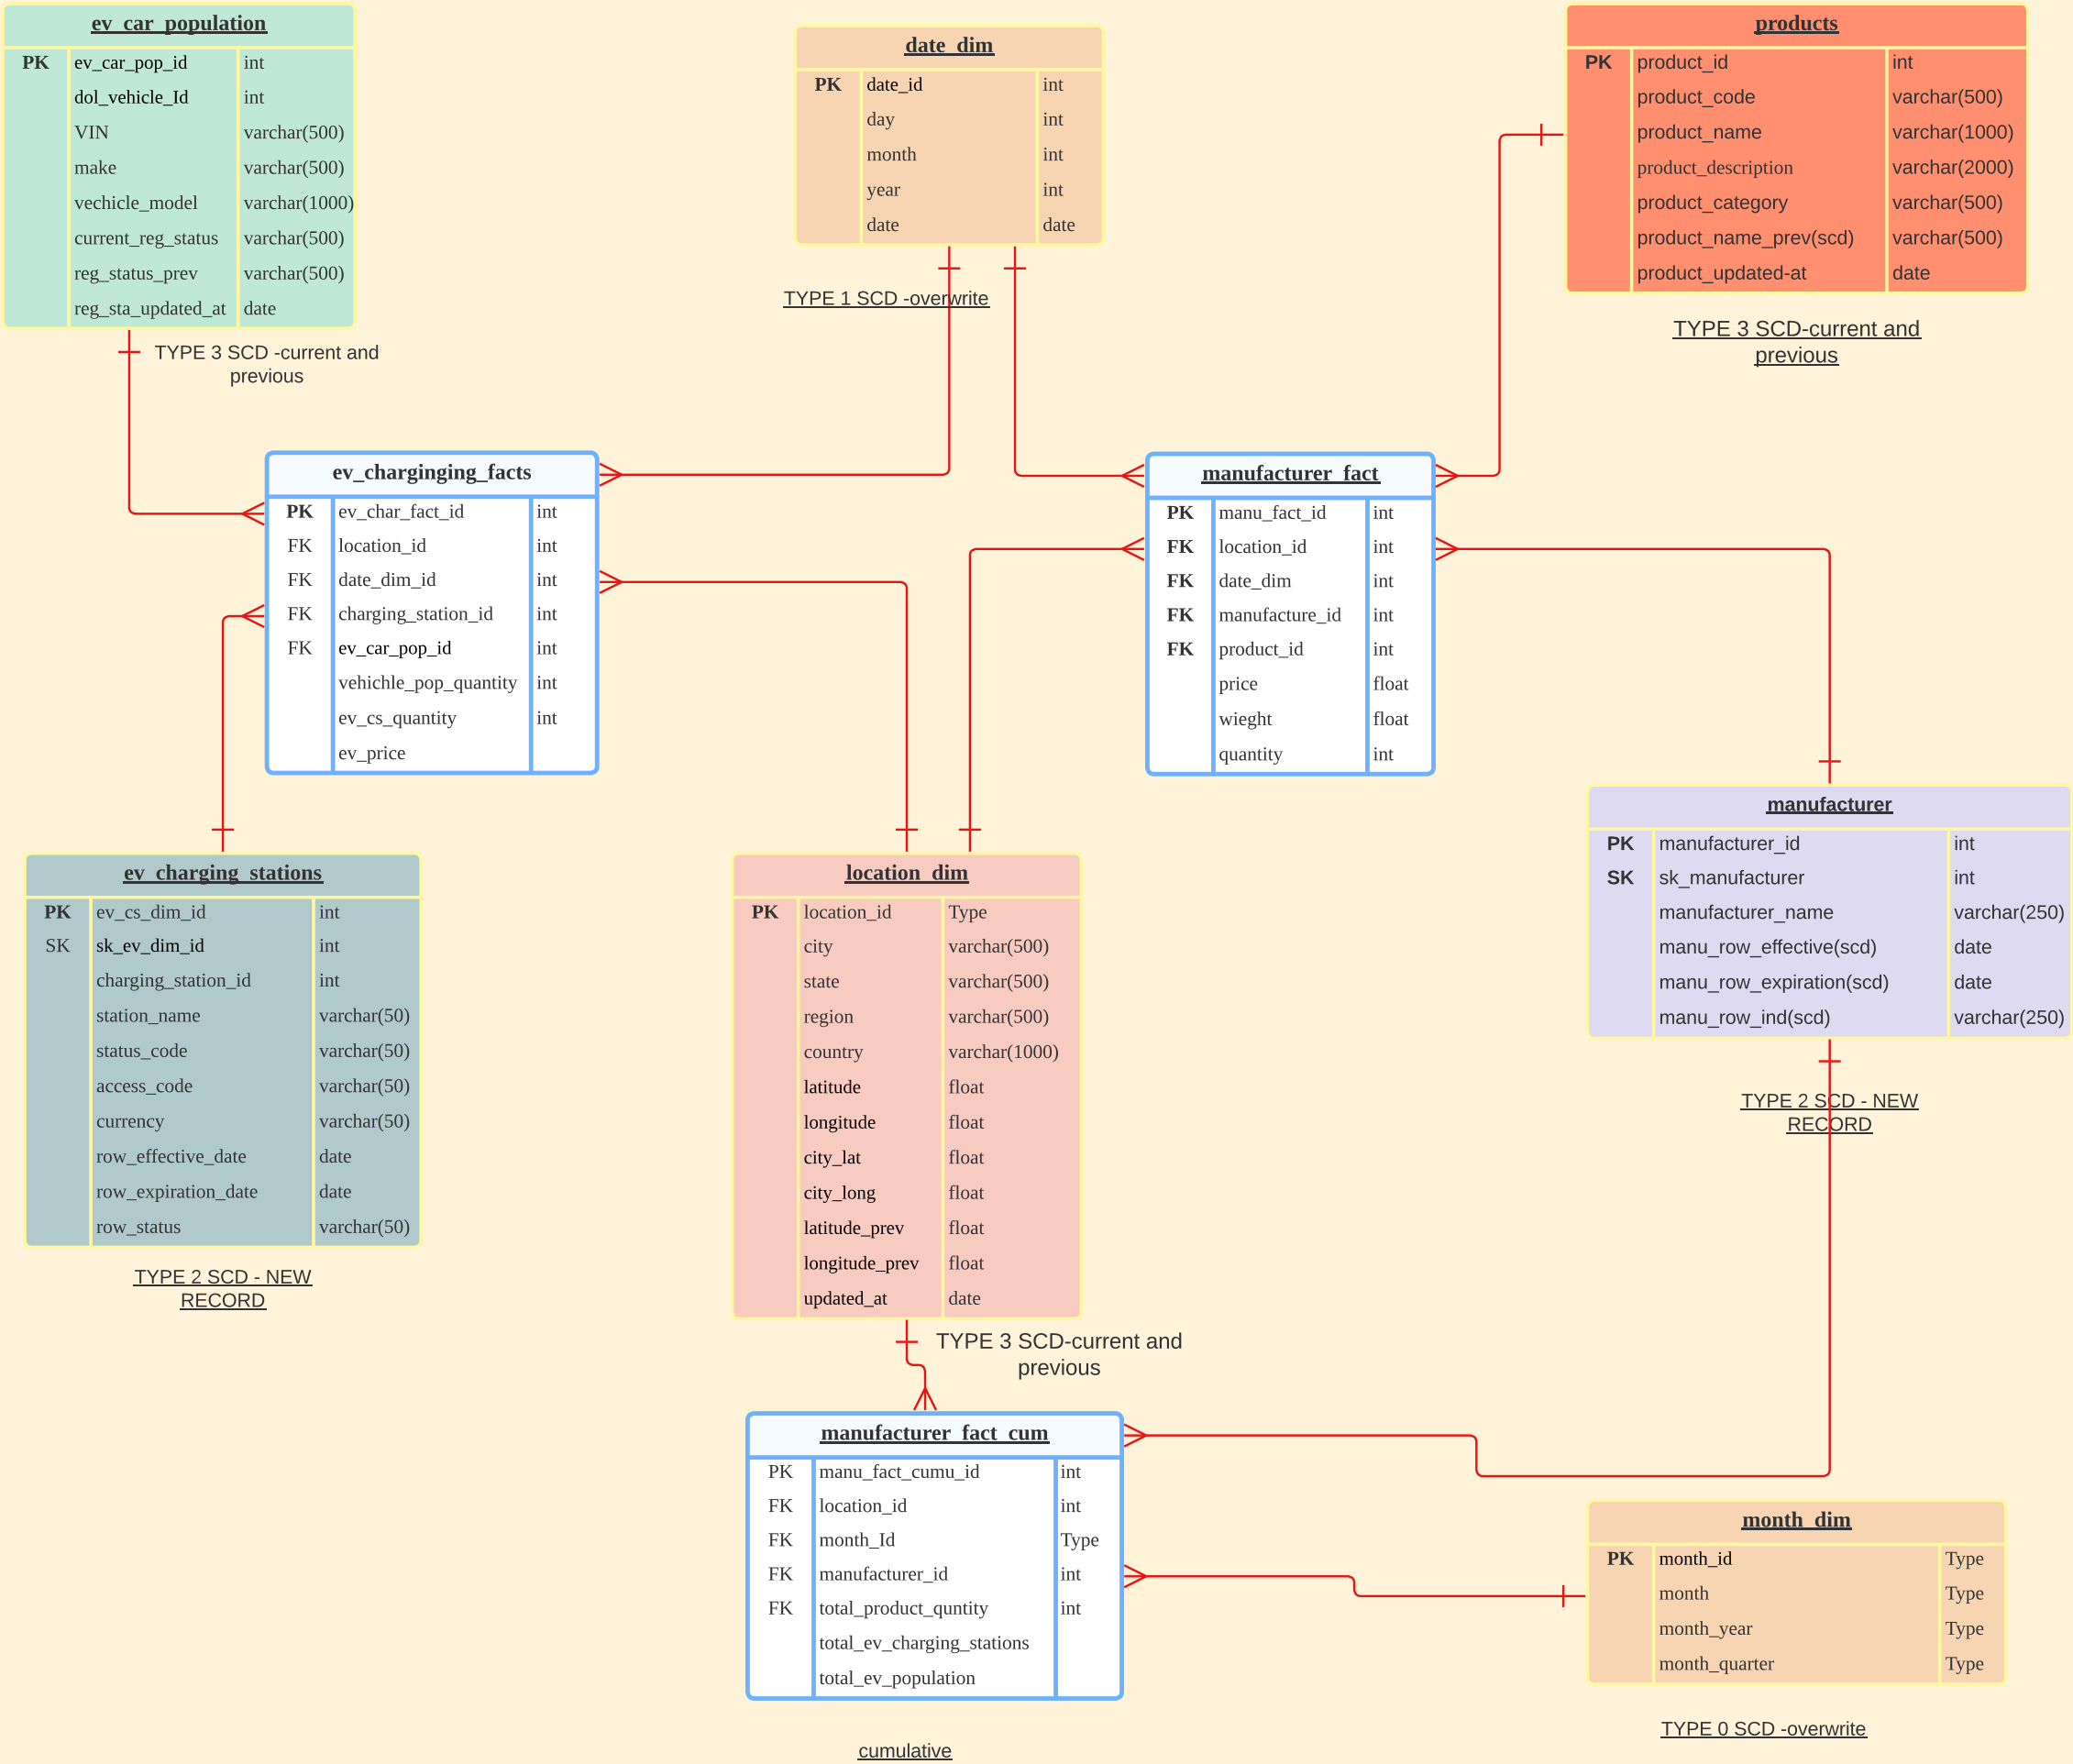 ev_car_population
PK ev_car_pop_id int
dol_vehicle_Id int
VIN varchar(500)
make varchar(500)
vechicle_model varchar(1000)
current_reg_status varchar(500)
reg_status_prev varchar(500)
reg_sta_updated_at date
TYPE 3 SCD -current and
previous
date_dim
PK date_id int
day int
month int
year int
date date
TYPE 1 SCD -overwrite
products
PK product_id int
product_code varchar(500)
product_name varchar(1000)
product_description varchar(2000)
product_category varchar(500)
product_name_prev(scd) varchar(500)
product_updated-at date
TYPE 3 SCD-current and
previous
ev_charginging_facts
PK ev_char_fact_id int
FK location_id int
FK date_dim_id int
FK charging_station_id int
FK ev_car_pop_id int
vehichle_pop_quantity int
ev_cs_quantity int
ev_price
manufacturer_fact
PK manu_fact_id int
FK location_id int
FK date_dim int
FK manufacture_id int
FK product_id int
price float
wieght float
quantity int
ev_charging_stations
PK ev_cs_dim_id int
SK sk_ev_dim_id int
charging_station_id int
station_name varchar(50)
status_code varchar(50)
access_code varchar(50)
currency varchar(50)
row_effective_date date
row_expiration_date date
row_status varchar(50)
TYPE 2 SCD - NEW
RECORD
location_dim
PK location_id Type
city varchar(500)
state varchar(500)
region varchar(500)
country varchar(1000)
latitude float
longitude float
city_lat float
city_long float
latitude_prev float
longitude_prev float
updated_at date
TYPE 3 SCD-current and
previous
manufacturer
PK manufacturer_id int
SK sk_manufacturer int
manufacturer_name varchar(250)
manu_row_effective(scd) date
manu_row_expiration(scd) date
manu_row_ind(scd) varchar(250)
TYPE 2 SCD - NEW
RECORD
manufacturer_fact_cum
PK manu_fact_cumu_id int
FK location_id int
FK month_Id Type
FK manufacturer_id int
FK total_product_quntity int
total_ev_charging_stations
total_ev_population
cumulative
month_dim
PK month_id Type
month Type
month_year Type
month_quarter Type
TYPE 0 SCD -overwrite